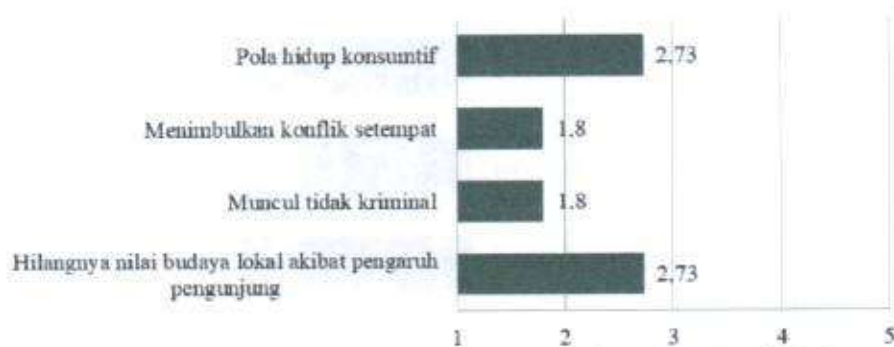 Pola hidup konsumtif
2,73
Menimbulkan konflik setempat
1.8
Muncul tidak kriminal
1.8
Hilangnya nilai budaya lokal akibat pengaruh
pengunjung
2,73
1 2 3 4 5